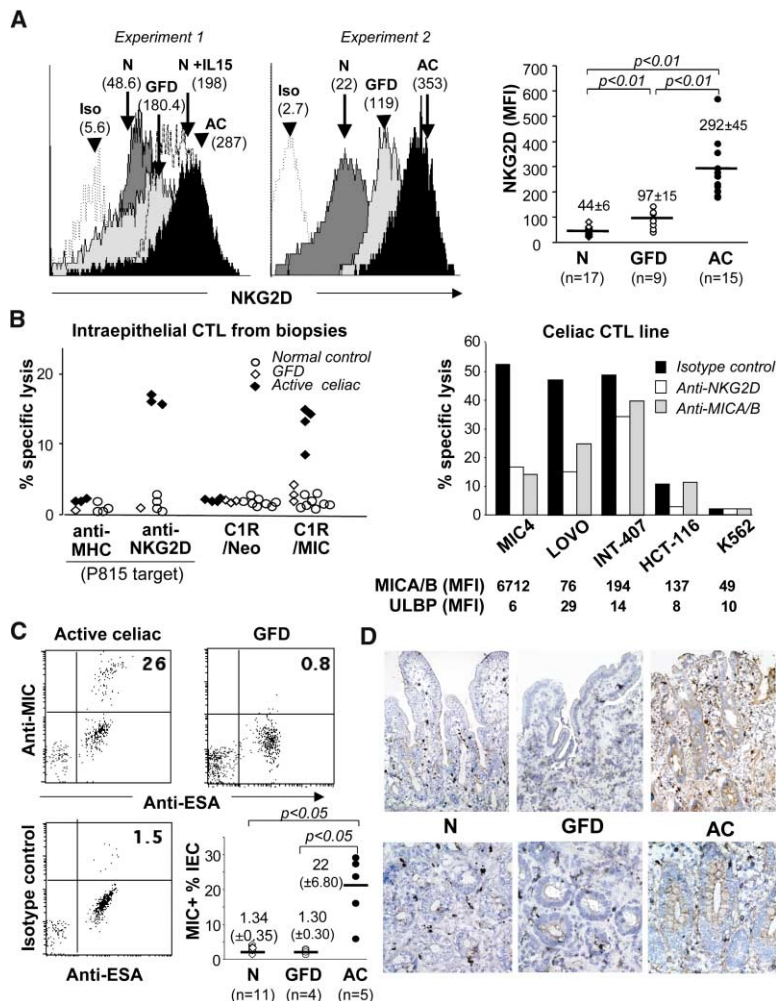 A
Experiment 1
Experiment 2
N
(48.6)
N +IL15
(198)
GFD
(180.4)
Iso
(5.6)
AC
(287)
N
(22)
AC
(353)
GFD
(119)
Iso
(2.7)
NKG2D
p<0.01
p<0.01
p<0.01
NKG2D (MFI)
700
600
500
400
300
200
100
0
44±6
97±15
292±45
N
GFD
AC
(n=17)
(n=9)
(n=15)
B
Intraepithelial CTL from biopsies
Normal control
GFD
Active celiac
% specific lysis
20
10
0
anti-MHC
anti-NKG2D
C1R/Neo
C1R/MIC
(P815 target)
Celiac CTL line
Isotype control
Anti-NKG2D
Anti-MICA/B
% specific lysis
60
50
40
30
20
10
0
MIC4
LOVO
INT-407
HCT-116
K562
MICA/B (MFI) 6712 76 194 137 49
ULBP (MFI) 6 29 14 8 10
C
Active celiac
GFD
Anti-MIC
26
0.8
Anti-ESA
Isotype control
1.5
Anti-ESA
p<0.05
p<0.05
MIC+ % IEC
30
20
10
0
1.34
(±0.35)
1.30
(±0.30)
22
(±6.80)
N
GFD
AC
(n=11)
(n=4)
(n=5)
D
N
GFD
AC